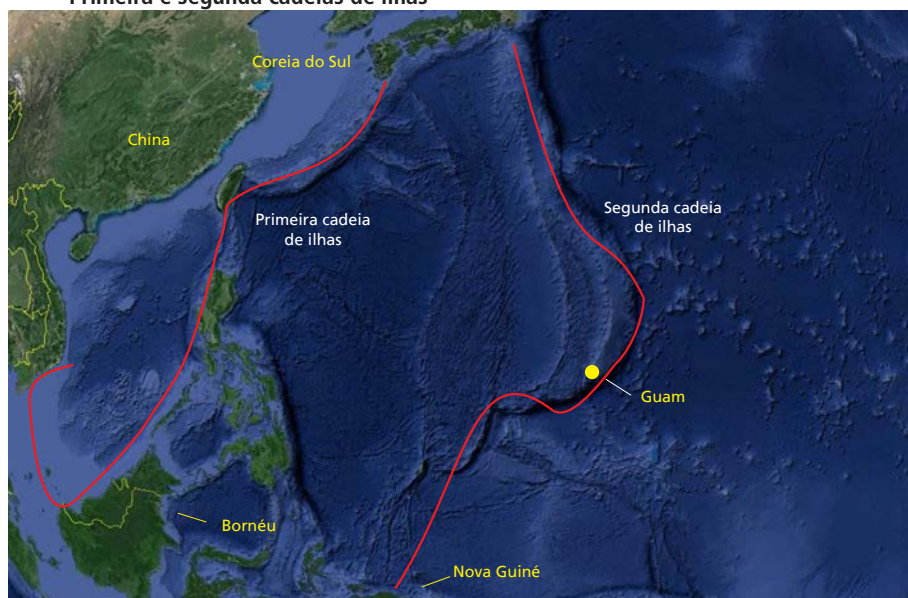 Primeira e segunda cadeias de ilhas
Coreia do Sul
China
Primeira cadeia
de ilhas
Segunda cadeia
de ilhas
Guam
Bornéu
Nova Guiné